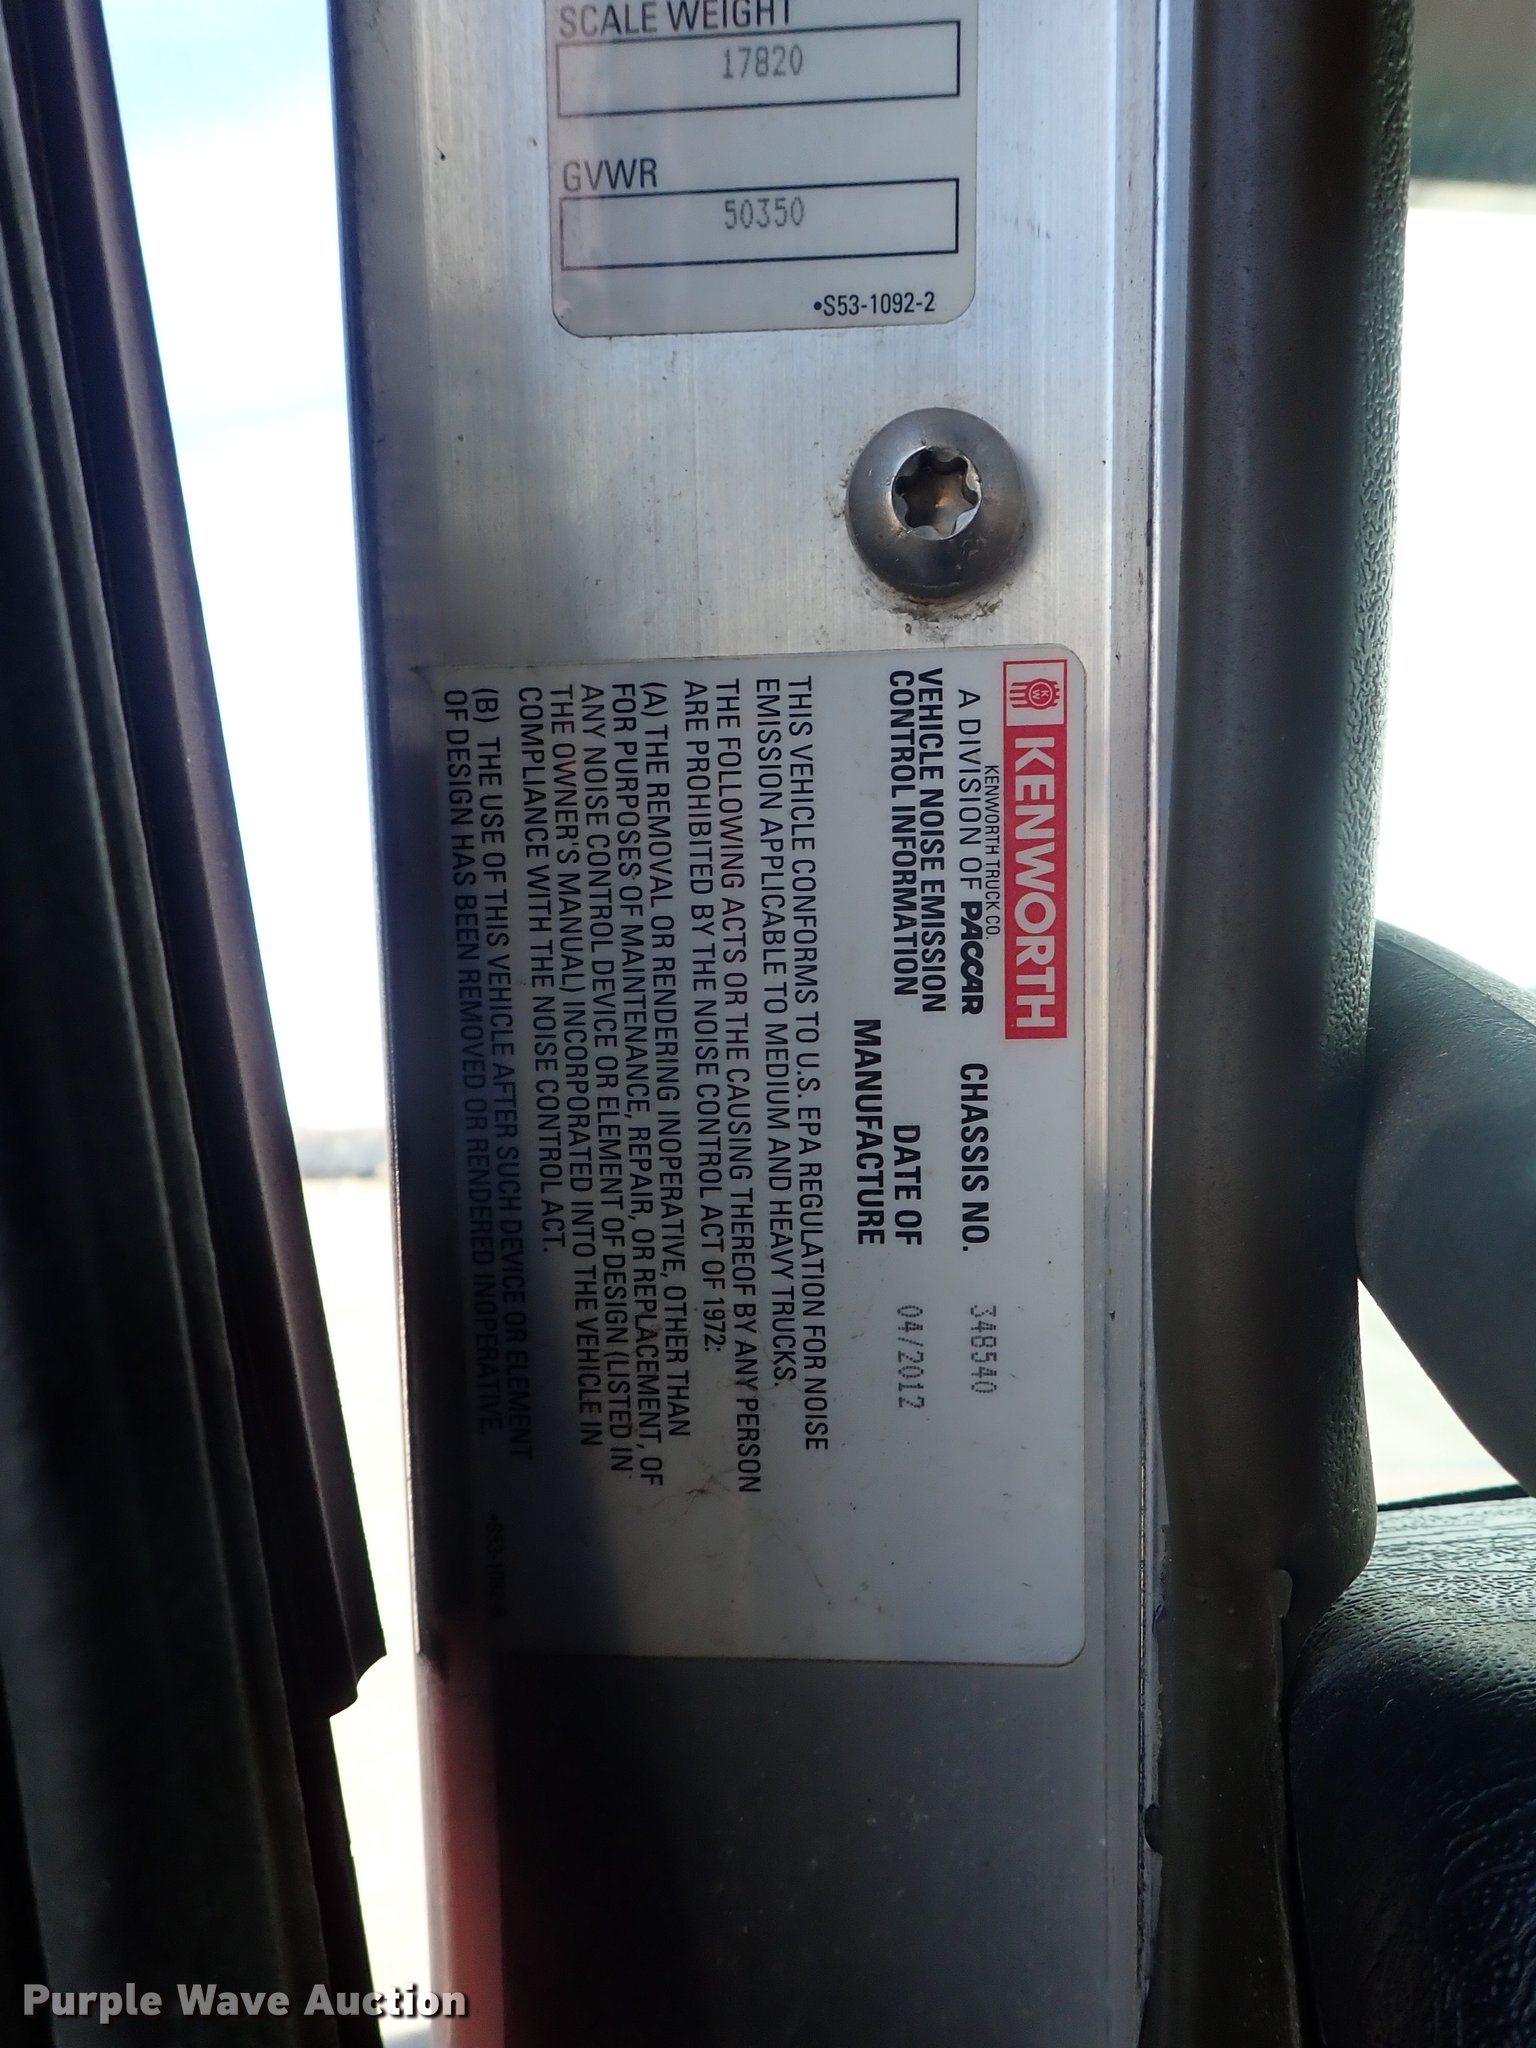 SCALE WEIGHT
17820
GVWR
50350
•S53-1092-2
KENWORTH
KENWORTH TRUCK CO.
A DIVISION OF PACCAR
CHASSIS NO. 348540
VEHICLE NOISE EMISSION
CONTROL INFORMATION
DATE OF
MANUFACTURE
04/2012
THIS VEHICLE CONFORMS TO U.S. EPA REGULATION FOR NOISE
EMISSION APPLICABLE TO MEDIUM AND HEAVY TRUCKS.
THE FOLLOWING ACTS OR THE CAUSING THEREOF BY ANY PERSON
ARE PROHIBITED BY THE NOISE CONTROL ACT OF 1972:
(A) THE REMOVAL OR RENDERING INOPERATIVE, OTHER THAN
FOR PURPOSES OF MAINTENANCE, REPAIR, OR REPLACEMENT, OF
ANY NOISE CONTROL DEVICE OR ELEMENT OF DESIGN (LISTED IN
THE OWNER'S MANUAL) INCORPORATED INTO THE VEHICLE IN
COMPLIANCE WITH THE NOISE CONTROL ACT.
(B) THE USE OF THIS VEHICLE AFTER SUCH DEVICE OR ELEMENT
OF DESIGN HAS BEEN REMOVED OR RENDERED INOPERATIVE.
Purple Wave Auction